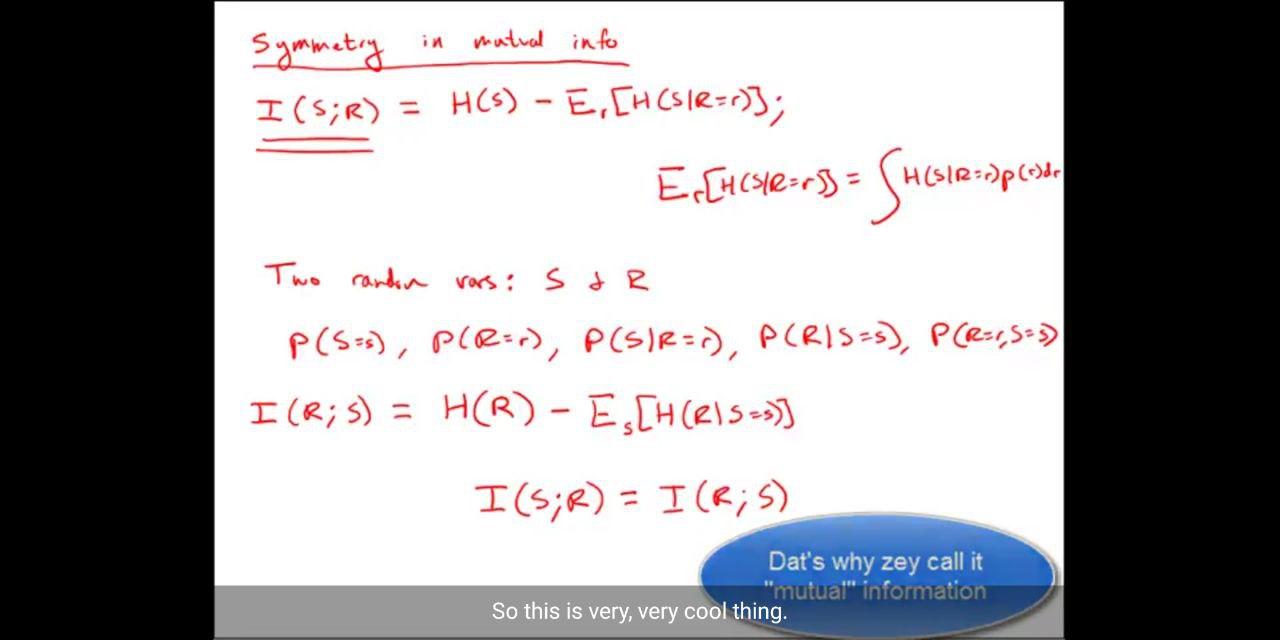 Symmetry in mutual info
I(S;R) = H(S) - E_r[H(S|R=r)];
E_r[H(S|R=r)] = ∫H(S|R=r)p(r)dr
Two random vars: S & R
P(S=s), P(R=r), P(S|R=r), P(R|S=s), P(R=r,S=s)
I(R;S) = H(R) - E_s[H(R|S=s)]
I(S;R) = I(R;S)
Dat's why zey call it
"mutual" information
So this is very, very cool thing.